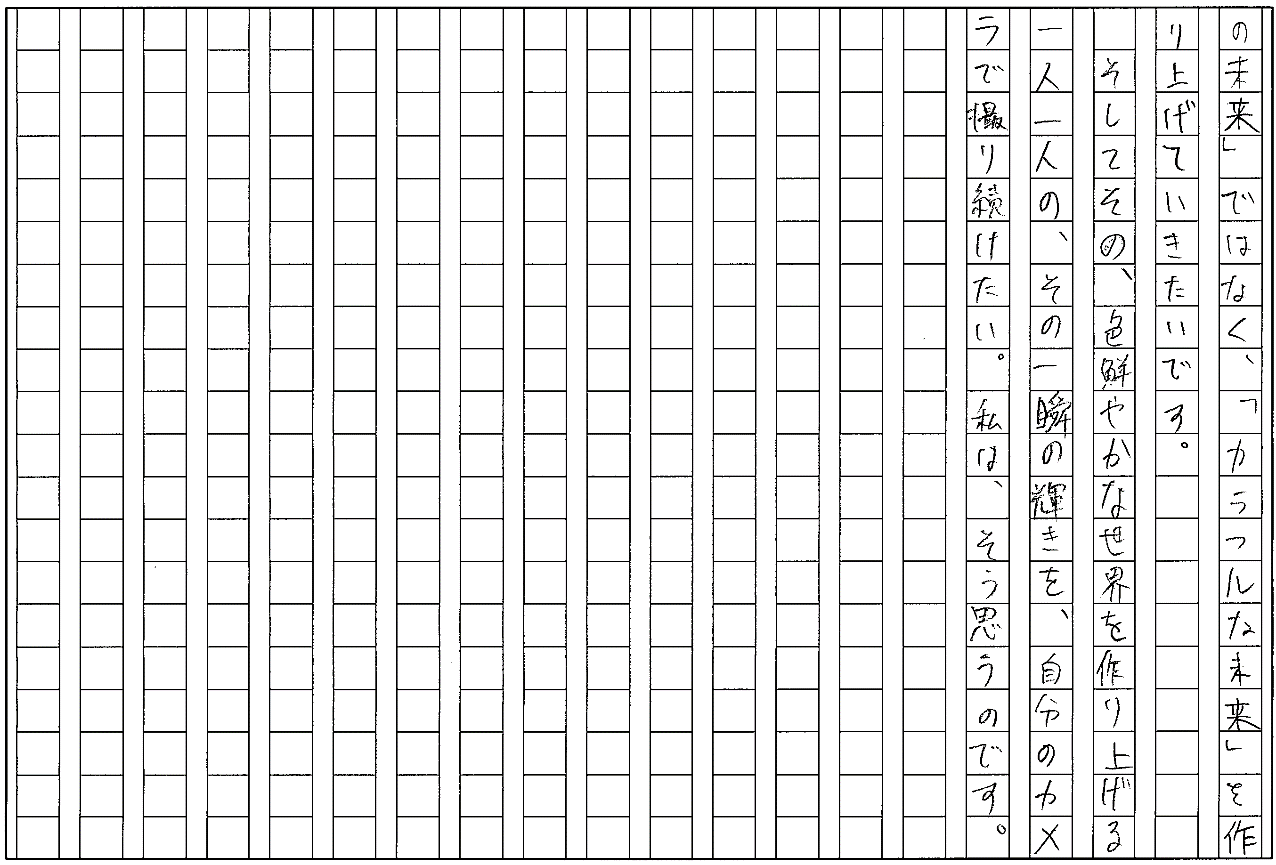 の未来」ではなく、「カラフルな未来」を作
り上げていきたいです。
　そしてその、色鮮やかなせ界を作り上げる
一人一人の、その一瞬の輝きを、自分のカメ
ラで撮り続けたい。私は、そう思うのです。